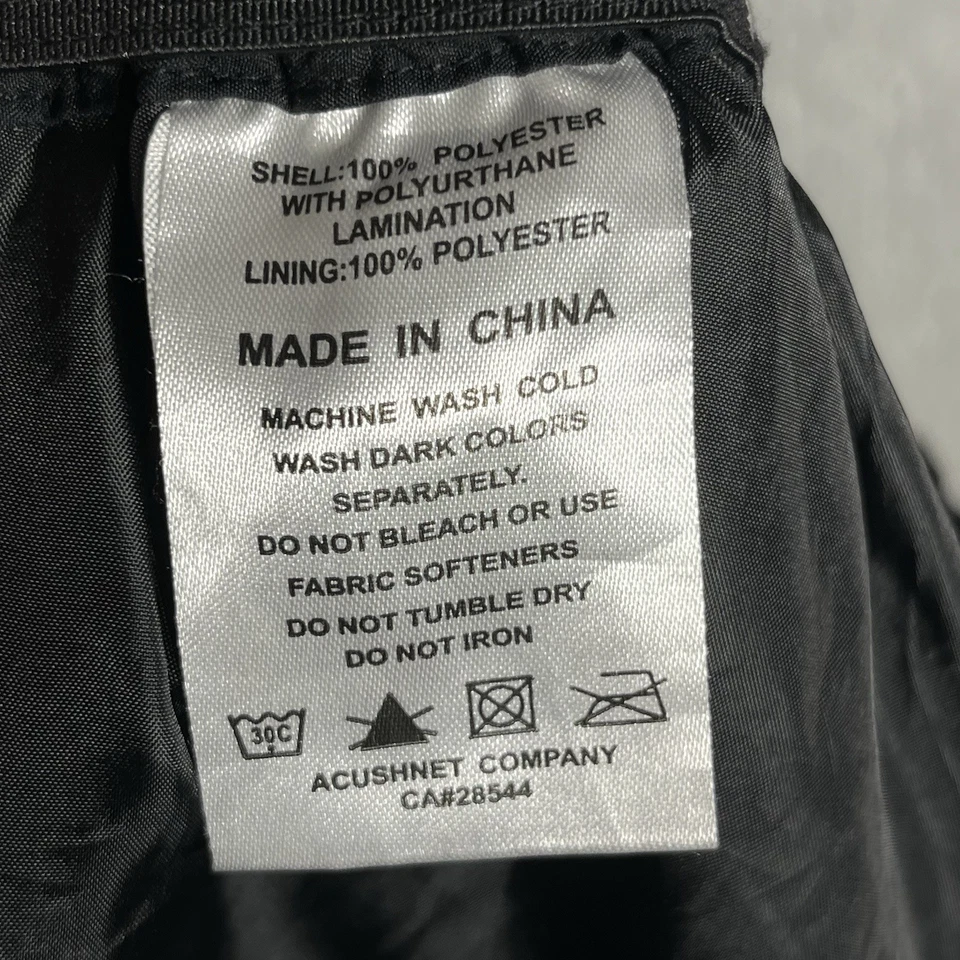 SHELL:100% POLYESTER
WITH POLYURTHANE
LAMINATION
LINING:100% POLYESTER
MADE IN CHINA
MACHINE WASH COLD
WASH DARK COLORS
SEPARATELY.
DO NOT BLEACH OR USE
FABRIC SOFTENERS
DO NOT TUMBLE DRY
DO NOT IRON
30C
ACUSHNET COMPANY
CA#28544